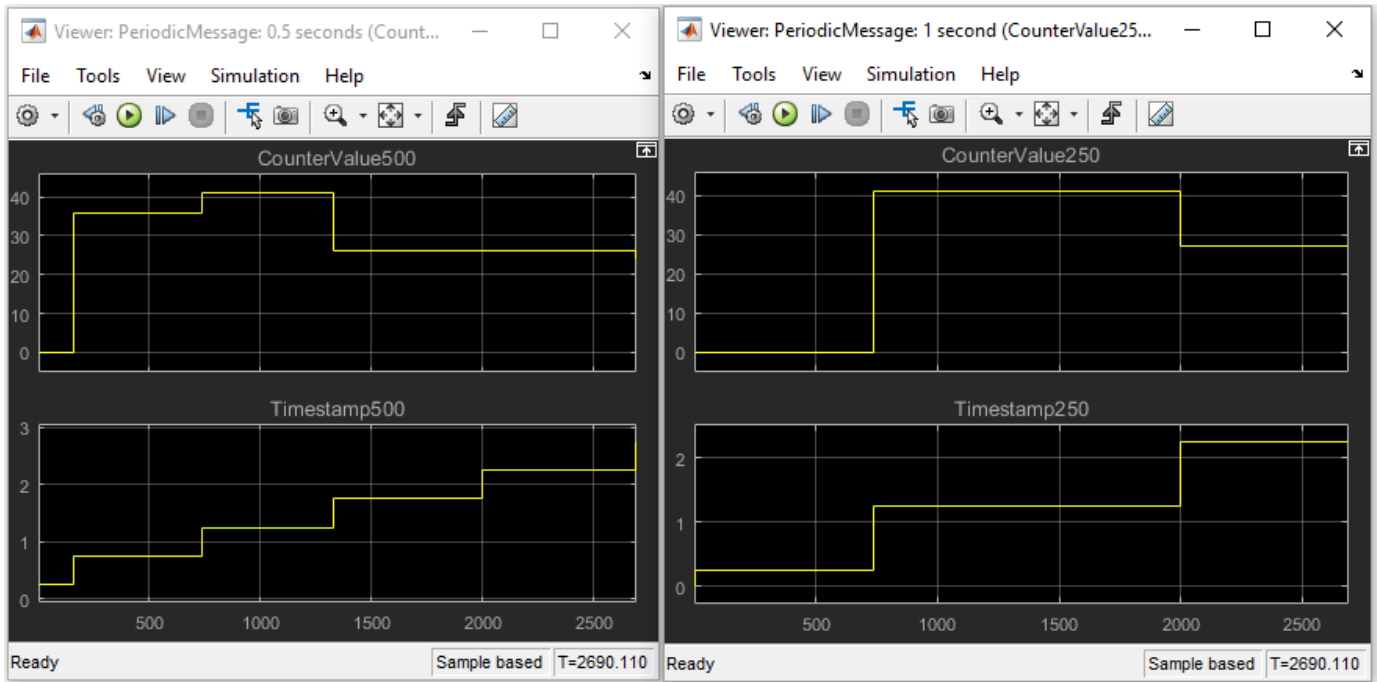 Viewer: PeriodicMessage: 0.5 seconds (Count...
File Tools View Simulation Help
CounterValue500
40
30
20
10
0
Timestamp500
3
2
1
0
500 1000 1500 2000 2500
Ready Sample based T=2690.110
Viewer: PeriodicMessage: 1 second (CounterValue25...
File Tools View Simulation Help
CounterValue250
40
30
20
10
0
Timestamp250
2
1
0
500 1000 1500 2000 2500
Ready Sample based T=2690.110